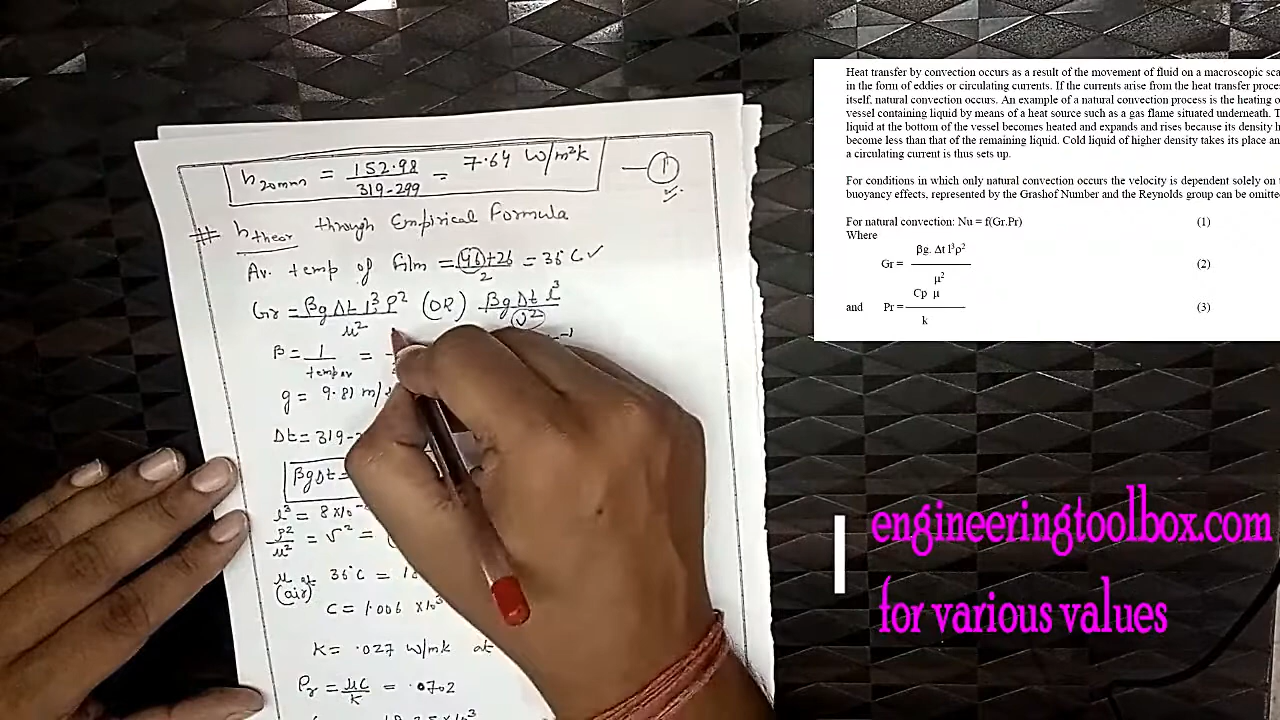 h20mm = 152.98 / 319-299 = 7.64 W/m²k — ①
# htheor through Empirical Formula
Av. temp of film = (46)+26 / 2 = 36°C ✓
Gr = βgΔt l³ρ² / μ² (OR) βgΔt l³ / (ν²)
β = 1 / temp av =
g = 9.81 m/
Δt = 319-
βgΔt =
l³ = 8×10
ρ² / μ² = ν² =
μ at 36°C =
(air)
C = 1.006 ×10³
K = .027 W/mk at
Pr = μC / K = .0702
Heat transfer by convection occurs as a result of the movement of fluid on a macroscopic sca
in the form of eddies or circulating currents. If the currents arise from the heat transfer proce
itself, natural convection occurs. An example of a natural convection process is the heating o
vessel containing liquid by means of a heat source such as a gas flame situated underneath. T
liquid at the bottom of the vessel becomes heated and expands and rises because its density h
become less than that of the remaining liquid. Cold liquid of higher density takes its place an
a circulating current is thus sets up.
For conditions in which only natural convection occurs the velocity is dependent solely on t
buoyancy effects, represented by the Grashof Number and the Reynolds group can be omitte
For natural convection: Nu = f(Gr.Pr) (1)
Where
Gr = βg. Δt l³ρ² / μ² (2)
and Pr = Cp μ / k (3)
engineeringtoolbox.com
for various values